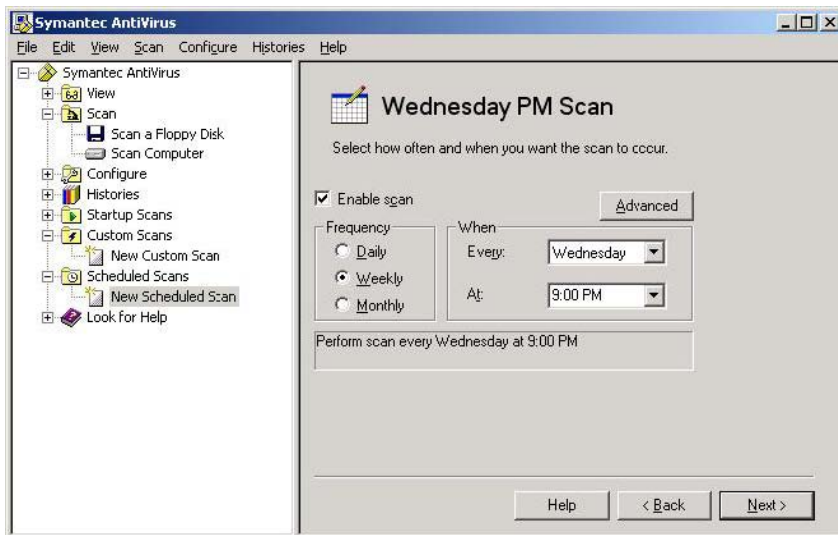 Symantec AntiVirus
File Edit View Scan Configure Histories Help
Symantec AntiVirus
View
Scan
Scan a Floppy Disk
Scan Computer
Configure
Histories
Startup Scans
Custom Scans
New Custom Scan
Scheduled Scans
New Scheduled Scan
Look for Help
Wednesday PM Scan
Select how often and when you want the scan to occur.
Enable scan
Advanced
Frequency
Daily
Weekly
Monthly
When
Every: Wednesday
At: 9:00 PM
Perform scan every Wednesday at 9:00 PM
Help
< Back
Next >